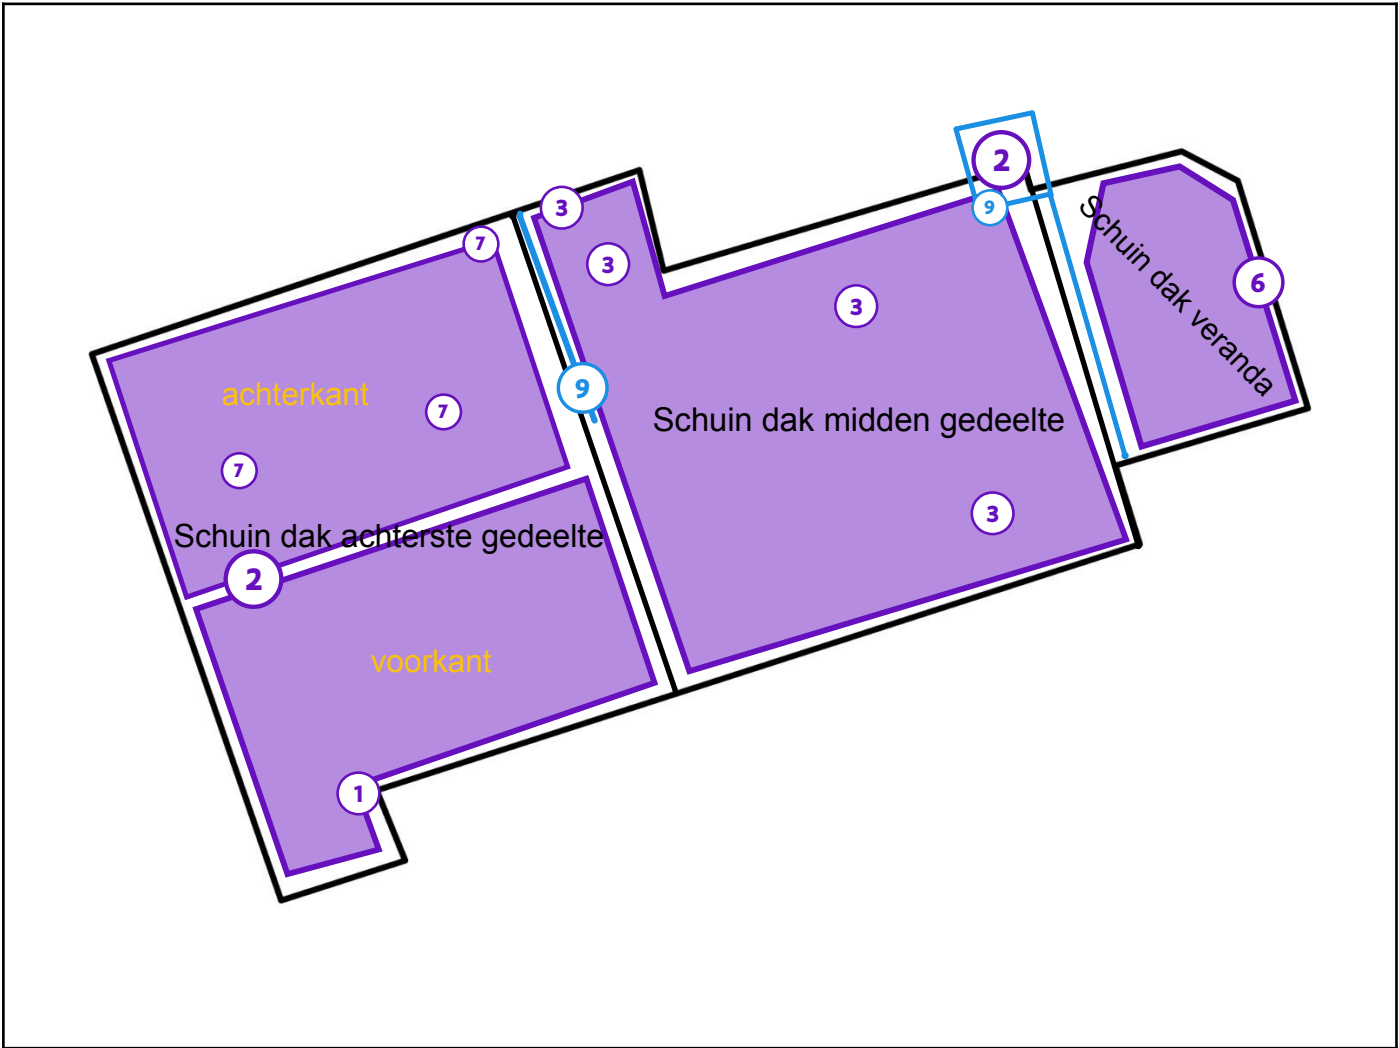 2
3
9
7
3
Schuin dak veranda
6
3
9
achterkant
7
Schuin dak midden gedeelte
7
3
Schuin dak achterste gedeelte
2
voorkant
1